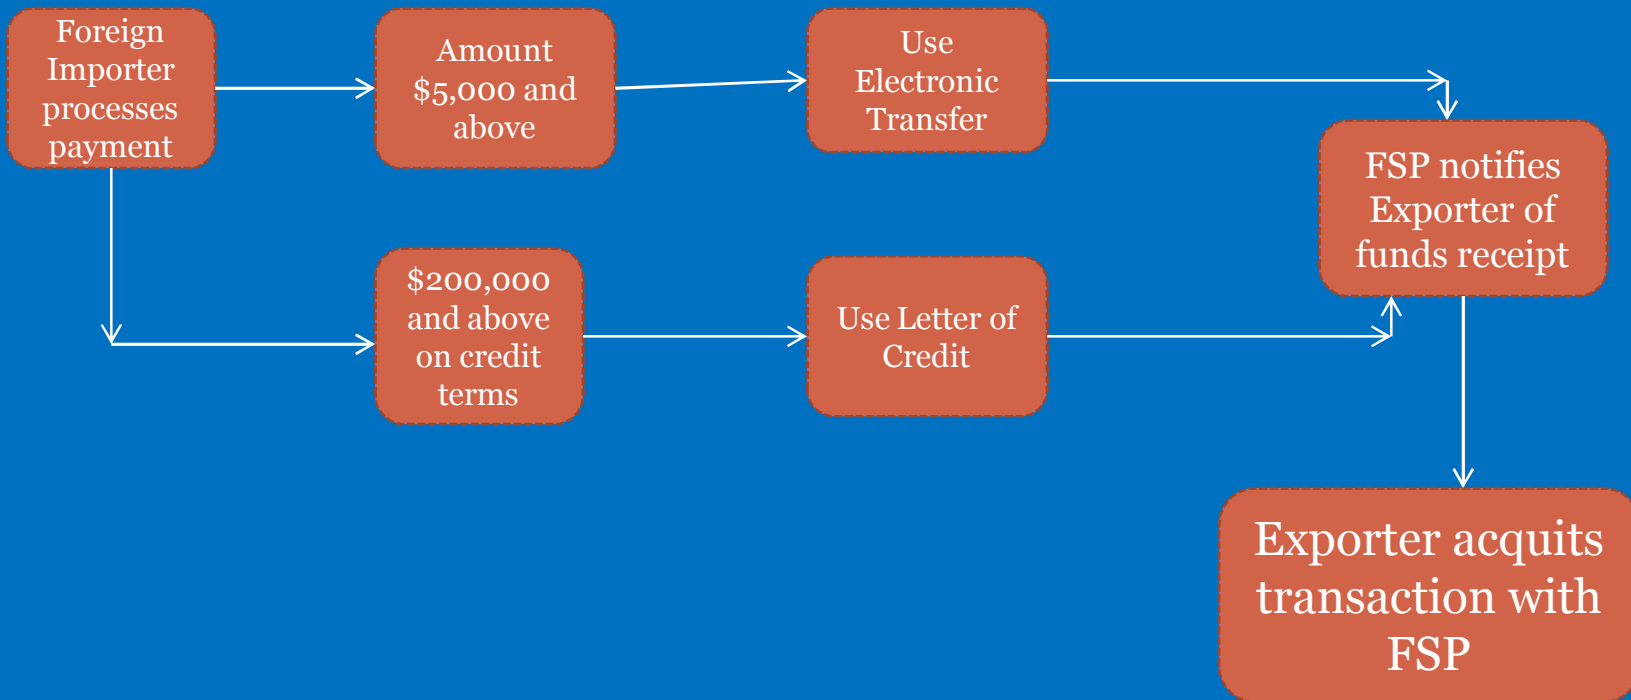 Foreign
Importer
processes
payment
Amount
$5,000 and
above
Use
Electronic
Transfer
FSP notifies
Exporter of
funds receipt
$200,000
and above
on credit
terms
Use Letter of
Credit
Exporter acquits
transaction with
FSP